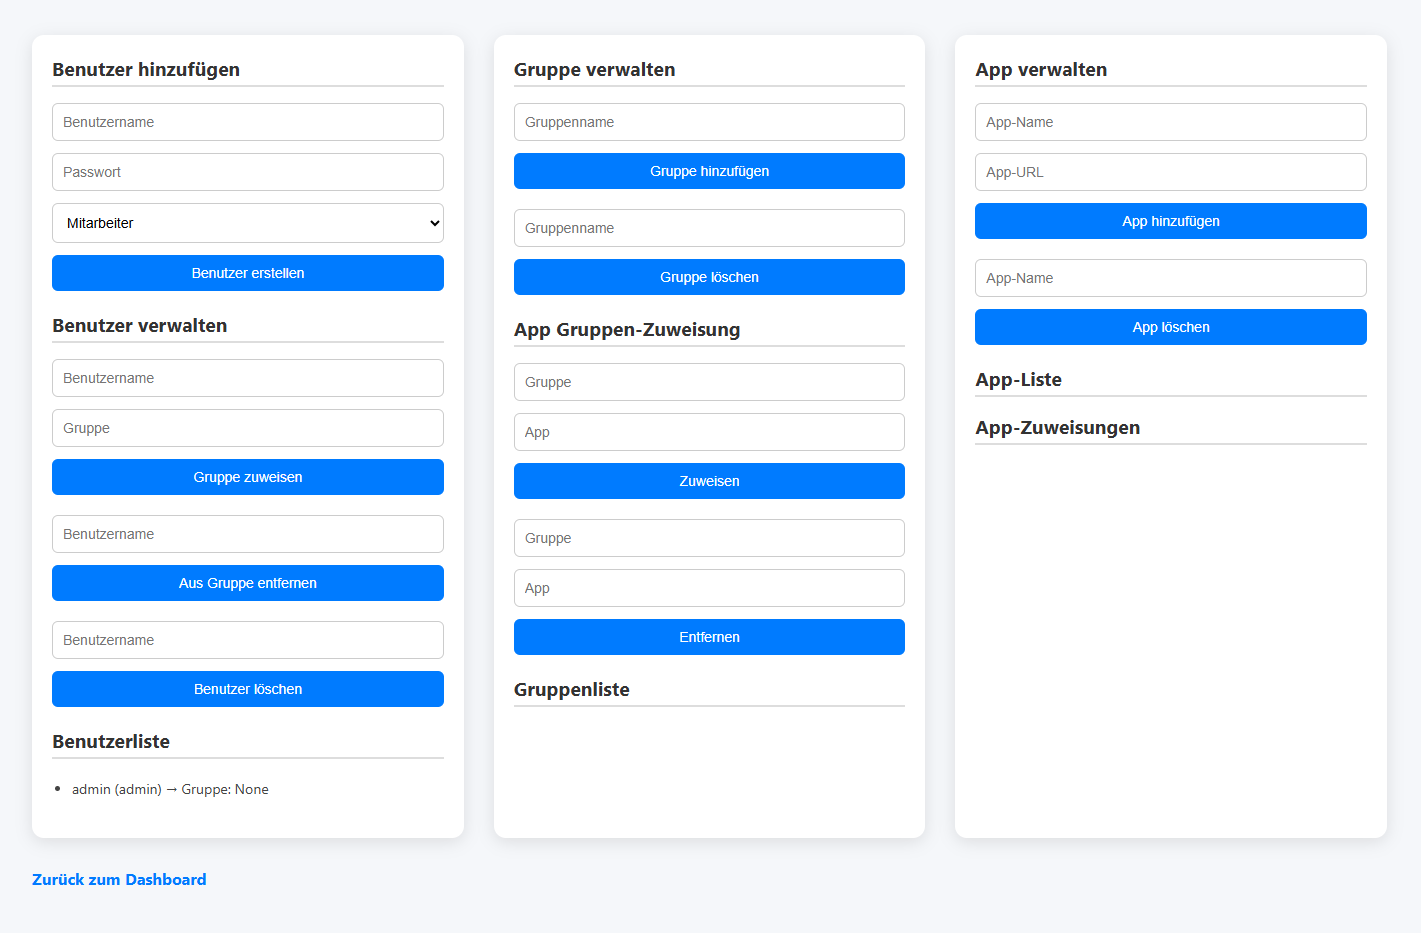 Benutzer hinzufügen
Benutzername
Passwort
Mitarbeiter
Benutzer erstellen
Benutzer verwalten
Benutzername
Gruppe
Gruppe zuweisen
Benutzername
Aus Gruppe entfernen
Benutzername
Benutzer löschen
Benutzerliste
admin (admin) → Gruppe: None
Gruppe verwalten
Gruppenname
Gruppe hinzufügen
Gruppenname
Gruppe löschen
App Gruppen-Zuweisung
Gruppe
App
Zuweisen
Gruppe
App
Entfernen
Gruppenliste
App verwalten
App-Name
App-URL
App hinzufügen
App-Name
App löschen
App-Liste
App-Zuweisungen
Zurück zum Dashboard